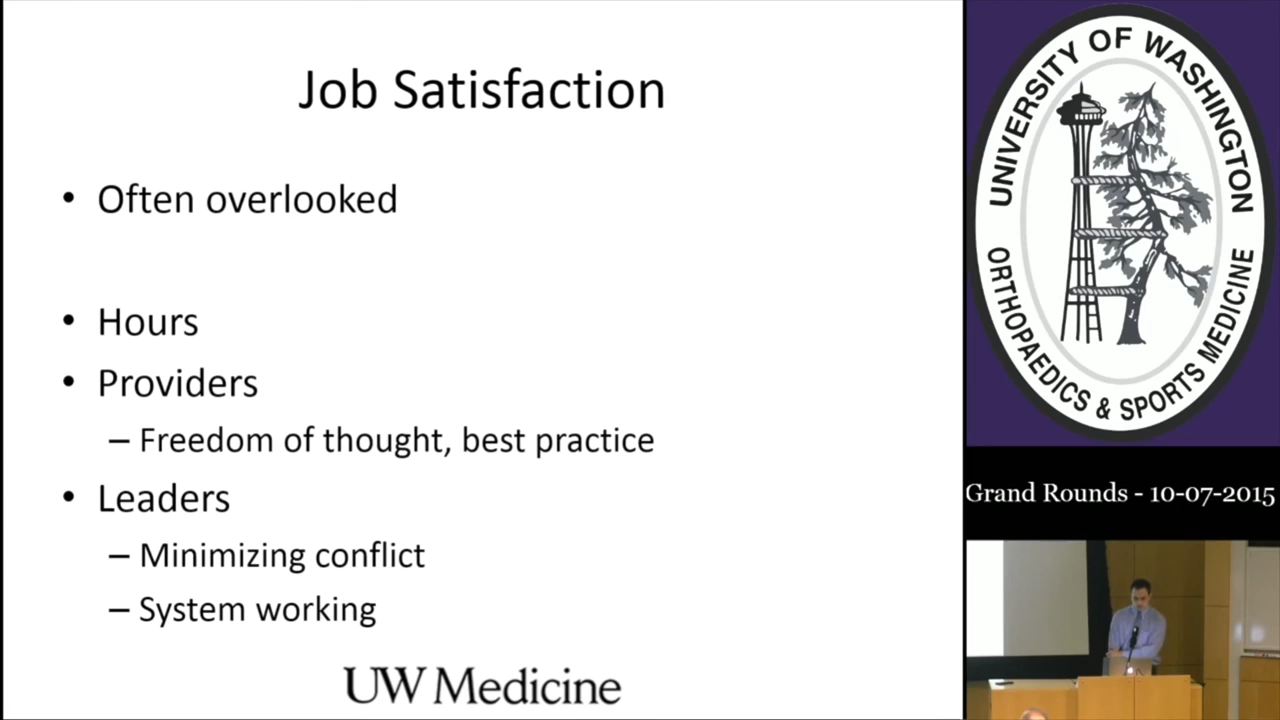 Job Satisfaction
• Often overlooked
• Hours
• Providers
– Freedom of thought, best practice
• Leaders
– Minimizing conflict
– System working
UW Medicine
UNIVERSITY OF WASHINGTON
ORTHOPAEDICS & SPORTS MEDICINE
Grand Rounds - 10-07-2015